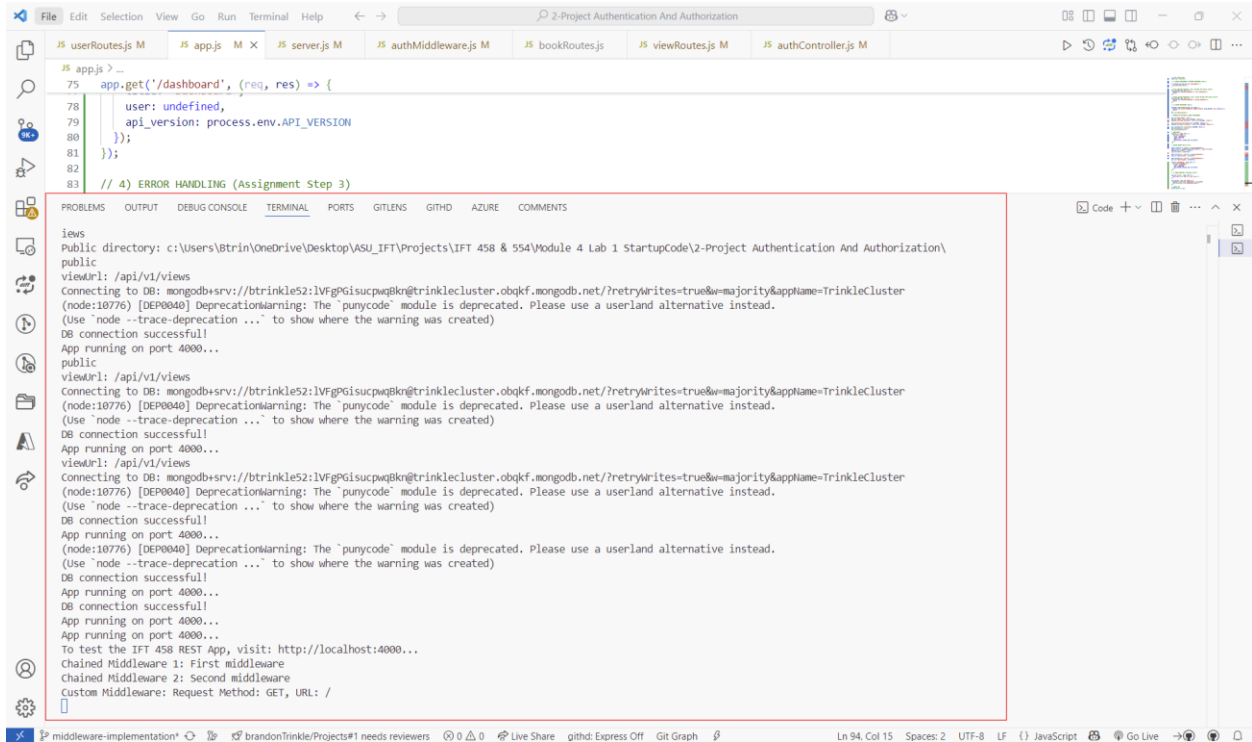 File Edit Selection View Go Run Terminal Help
2-Project Authentication And Authorization
JS userRoutes.js M
JS app.js M
JS server.js M
JS authMiddleware.js M
JS bookRoutes.js
JS viewRoutes.js M
JS authController.js M
JS app.js > ...
75 app.get('/dashboard', (req, res) => {
78 user: undefined,
79 api_version: process.env.API_VERSION
80 });
81 });
82
83 // 4) ERROR HANDLING (Assignment Step 3)
9K+
PROBLEMS OUTPUT DEBUG CONSOLE TERMINAL PORTS GITLENS GITHD AZURE COMMENTS
Code
iews
Public directory: c:\Users\Btrin\OneDrive\Desktop\ASU_IFT\Projects\IFT 458 & 554\Module 4 Lab 1 StartupCode\2-Project Authentication And Authorization\
public
viewUrl: /api/v1/views
Connecting to DB: mongodb+srv://btrinkle52:lVFgPGisucpwqBkn@trinklecluster.obqkf.mongodb.net/?retryWrites=true&w=majority&appName=TrinkleCluster
(node:10776) [DEP0040] DeprecationWarning: The `punycode` module is deprecated. Please use a userland alternative instead.
(Use `node --trace-deprecation ...` to show where the warning was created)
DB connection successful!
App running on port 4000...
public
viewUrl: /api/v1/views
Connecting to DB: mongodb+srv://btrinkle52:lVFgPGisucpwqBkn@trinklecluster.obqkf.mongodb.net/?retryWrites=true&w=majority&appName=TrinkleCluster
(node:10776) [DEP0040] DeprecationWarning: The `punycode` module is deprecated. Please use a userland alternative instead.
(Use `node --trace-deprecation ...` to show where the warning was created)
DB connection successful!
App running on port 4000...
viewUrl: /api/v1/views
Connecting to DB: mongodb+srv://btrinkle52:lVFgPGisucpwqBkn@trinklecluster.obqkf.mongodb.net/?retryWrites=true&w=majority&appName=TrinkleCluster
(node:10776) [DEP0040] DeprecationWarning: The `punycode` module is deprecated. Please use a userland alternative instead.
(Use `node --trace-deprecation ...` to show where the warning was created)
DB connection successful!
App running on port 4000...
(node:10776) [DEP0040] DeprecationWarning: The `punycode` module is deprecated. Please use a userland alternative instead.
(Use `node --trace-deprecation ...` to show where the warning was created)
DB connection successful!
App running on port 4000...
DB connection successful!
App running on port 4000...
App running on port 4000...
To test the IFT 458 REST App, visit: http://localhost:4000...
Chained Middleware 1: First middleware
Chained Middleware 2: Second middleware
Custom Middleware: Request Method: GET, URL: /
middleware-implementation* brandonTrinkle/Projects#1 needs reviewers 0 0 Live Share githd: Express Off Git Graph Ln 94, Col 15 Spaces: 2 UTF-8 LF {} JavaScript Go Live